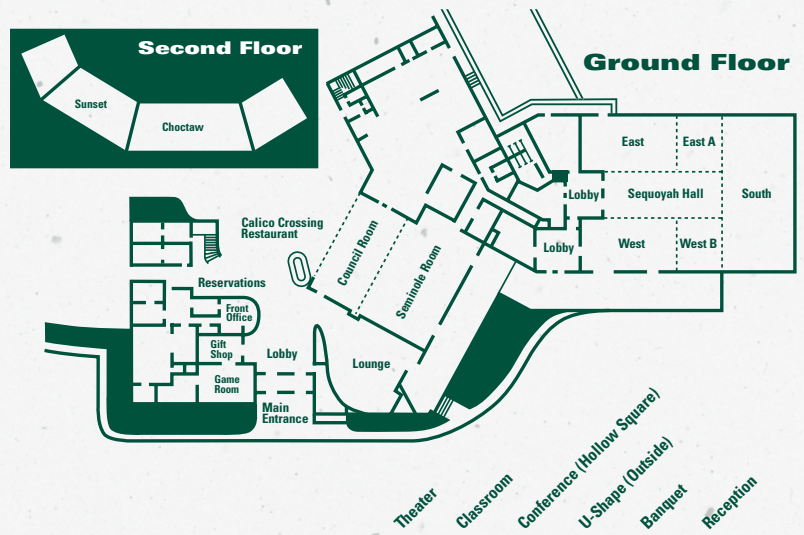 Second Floor
Ground Floor
Sunset
Choctaw
East
East A
Lobby
Sequoyah Hall
South
Calico Crossing
Restaurant
Council Room
Seminole Room
Lobby
West
West B
Reservations
Front
Office
Gift
Shop
Lobby
Lounge
Game
Room
Main
Entrance
Theater
Classroom
Conference (Hollow Square)
U-Shape (Outside)
Banquet
Reception